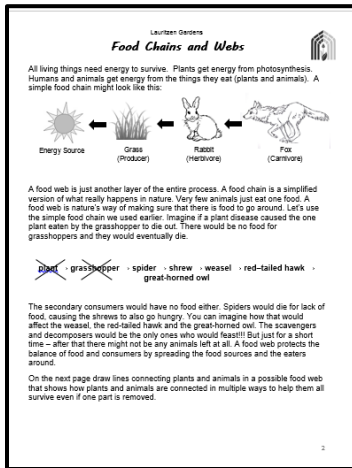 Lauritzen Gardens
Food Chains and Webs
All living things need energy to survive.  Plants get energy from photosynthesis.
Humans and animals get energy from the things they eat (plants and animals).  A
simple food chain might look like this:
Energy Source
Grass
(Producer)
Rabbit
(Herbivore)
Fox
(Carnivore)
A food web is just another layer of the entire process. A food chain is a simplified
version of what really happens in nature. Very few animals just eat one food. A
food web is nature's way of making sure that there is food to go around. Let's use
the simple food chain we used earlier. Imagine if a plant disease caused the one
plant eaten by the grasshopper to die out. There would be no food for
grasshoppers and they would eventually die.
plant › grasshopper › spider › shrew › weasel › red–tailed hawk ›
great-horned owl
The secondary consumers would have no food either. Spiders would die for lack of
food, causing the shrews to also go hungry. You can imagine how that would
affect the weasel, the red-tailed hawk and the great-horned owl. The scavengers
and decomposers would be the only ones who would feast!!! But just for a short
time – after that there might not be any animals left at all. A food web protects the
balance of food and consumers by spreading the food sources and the eaters
around.
On the next page draw lines connecting plants and animals in a possible food web
that shows how plants and animals are connected in multiple ways to help them all
survive even if one part is removed.
2